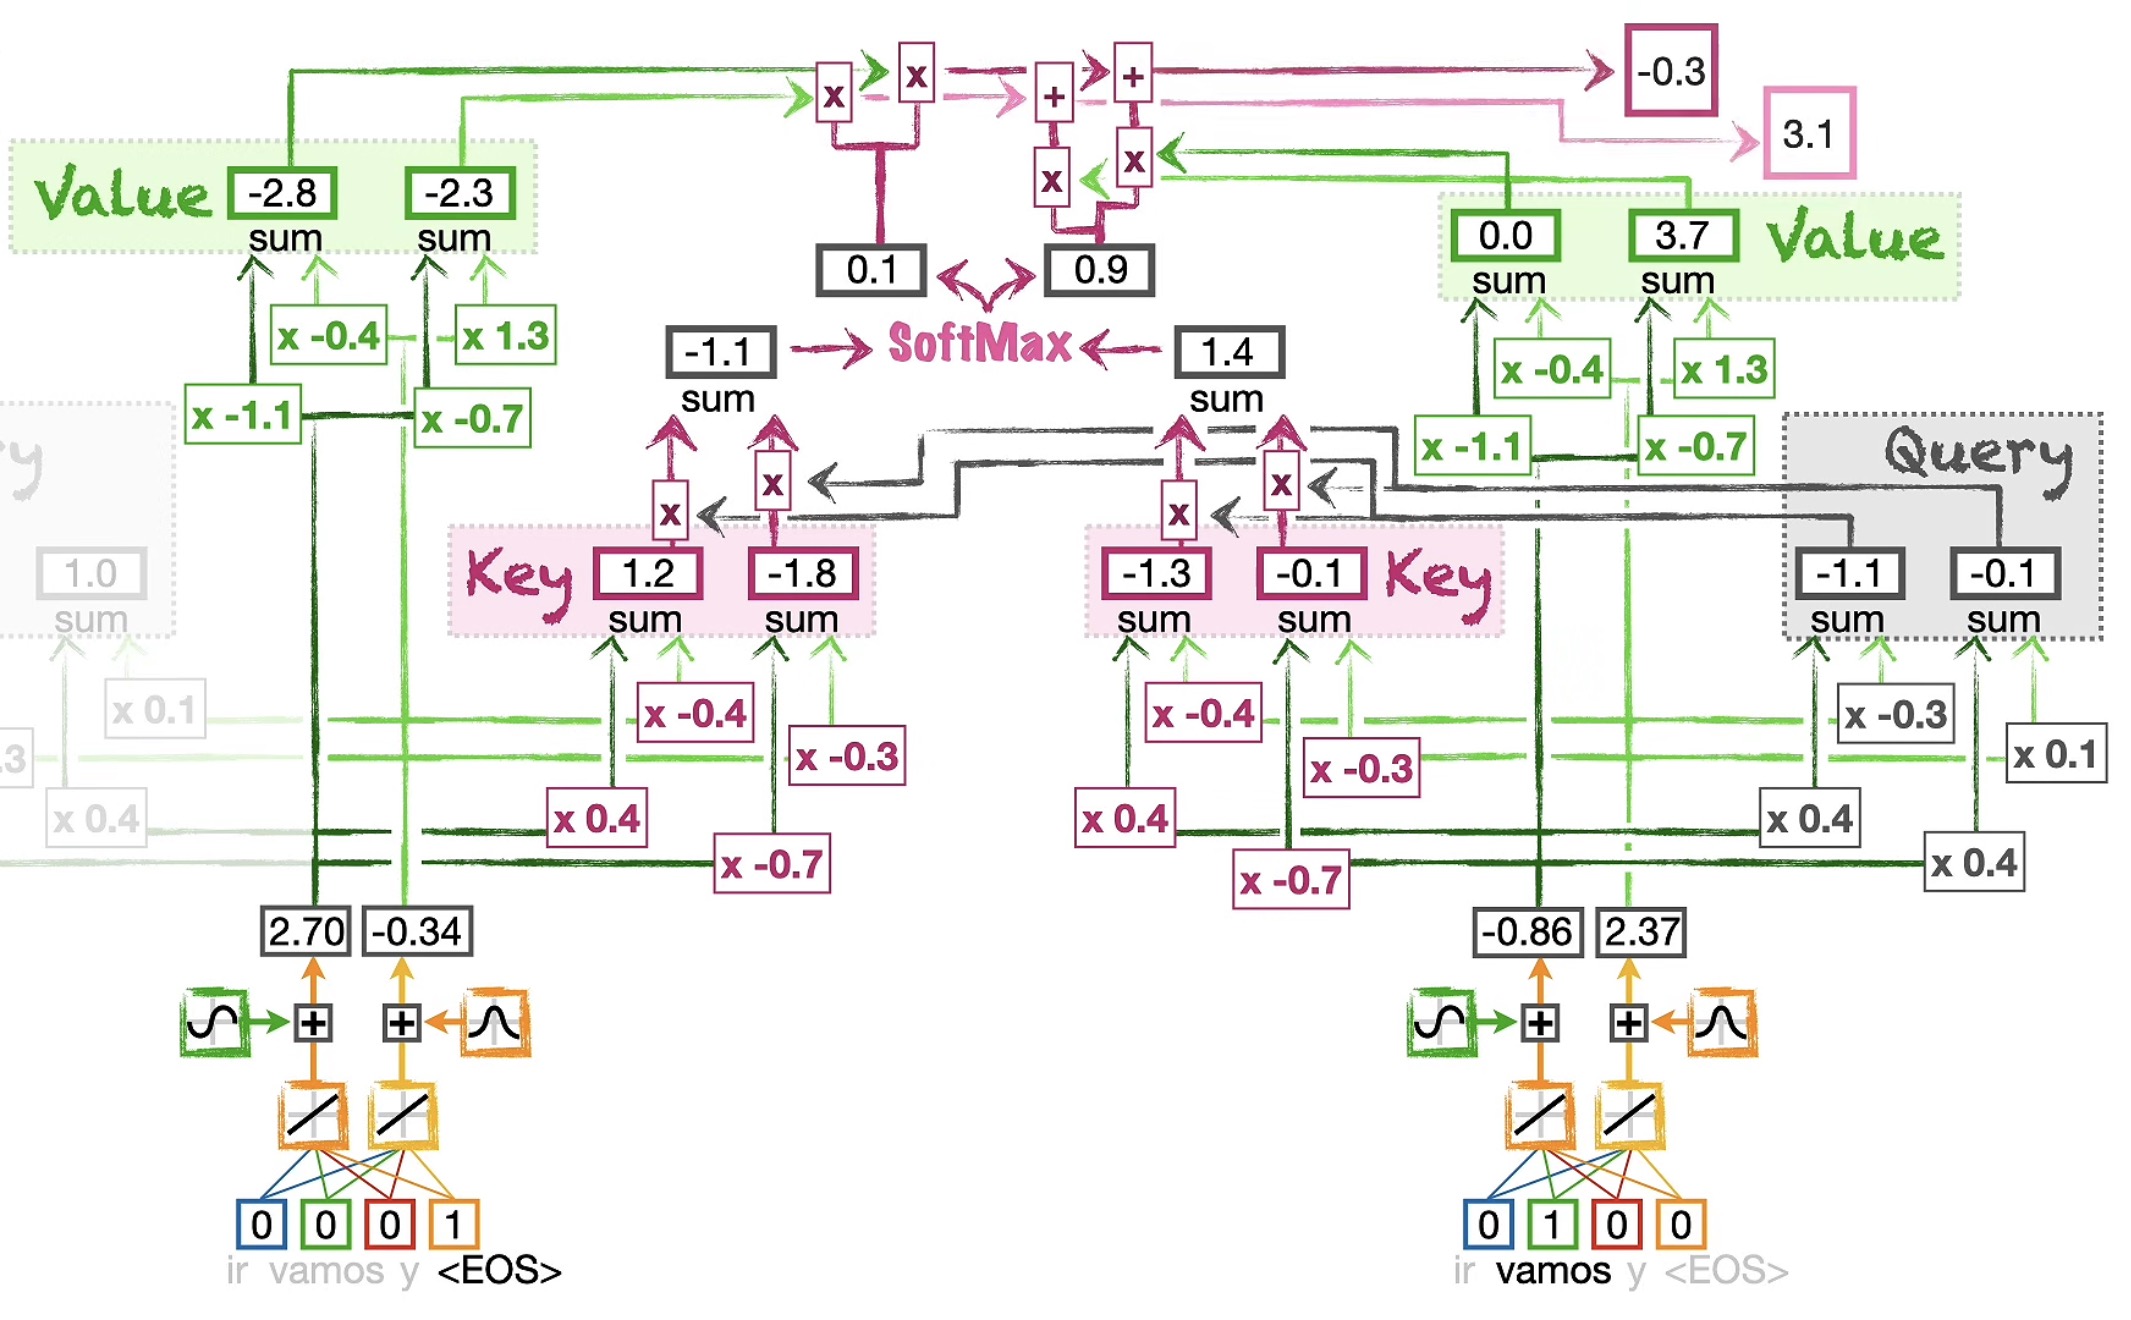 -0.3
x x + +
3.1
Value -2.8 -2.3
x x
sum sum
0.0 3.7 Value
0.1 0.9
sum sum
x -0.4 x 1.3
-1.1 SoftMax 1.4
x -0.4 x 1.3
sum sum
x -1.1 x -0.7
x -1.1 x -0.7
y Query
x x
x x
Key 1.2 -1.8
-1.3 -0.1 Key
1.0
-1.1 -0.1
sum
sum sum
sum sum
sum sum
x 0.1
x -0.4
x -0.4
x -0.3
.3
x -0.3
x -0.3
x 0.1
x 0.4
x 0.4
x 0.4
x 0.4
x -0.7
x -0.7
x 0.4
2.70 -0.34
-0.86 2.37
+ +
+ +
0 0 0 1
0 1 0 0
ir vamos y <EOS>
ir vamos y <EOS>